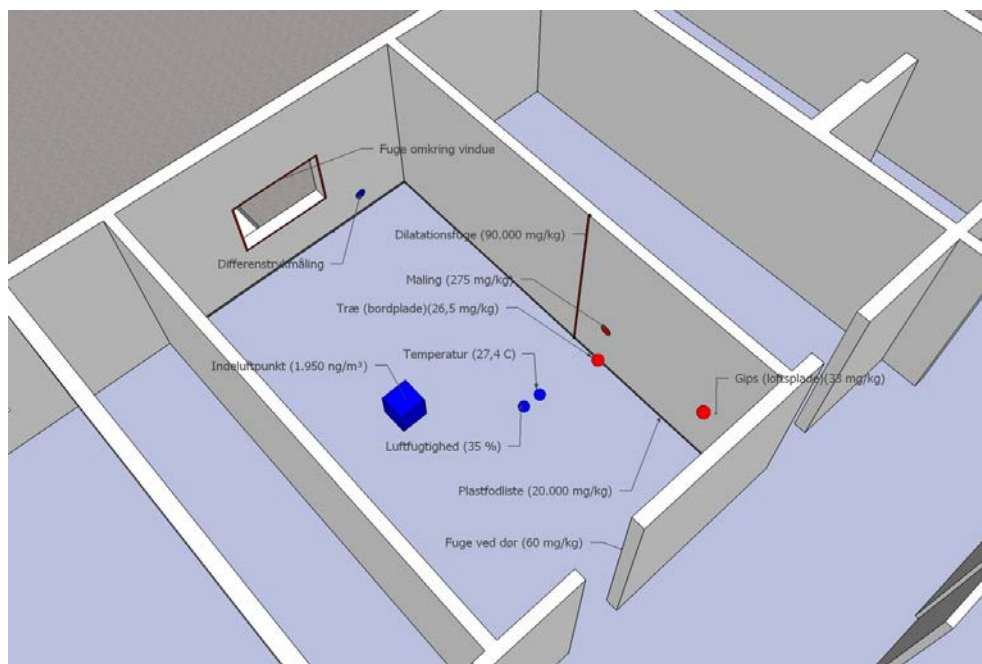 Fuge omkring vindue
Dilatationsfuge (90.000 mg/kg)
Differenstrykmåling
Maling (275 mg/kg)
Træ (bordplade)(26,5 mg/kg)
Temperatur (27,4 C)
Indeluftpunkt (1.950 ng/m³)
Gips (loftsplade)(33 mg/kg)
Luftfugtighed (35 %)
Plastfodliste (20.000 mg/kg)
Fuge ved dør (60 mg/kg)